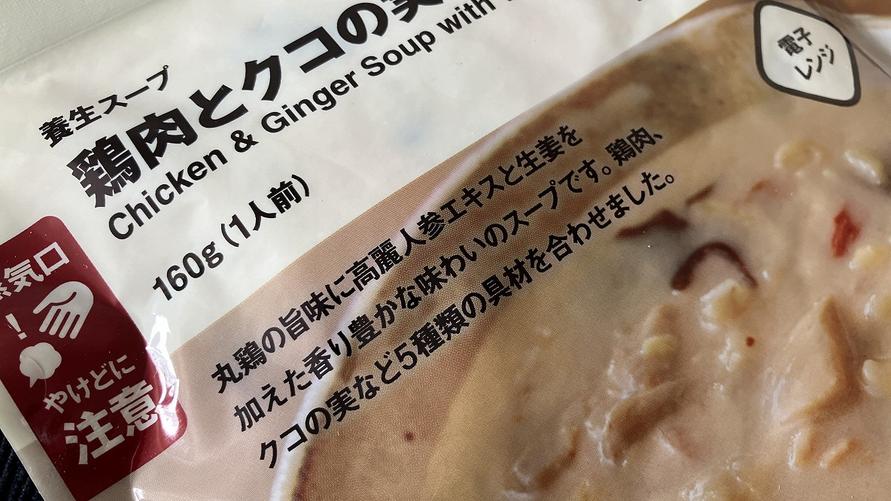 養生スープ
鶏肉とクコの実
Chicken & Ginger Soup with
160g (1人前)
電子
レンジ
丸鶏の旨味に高麗人参エキスと生姜を
加えた香り豊かな味わいのスープです。鶏肉、
クコの実など5種類の具材を合わせました。
蒸気口
!
やけどに
注意